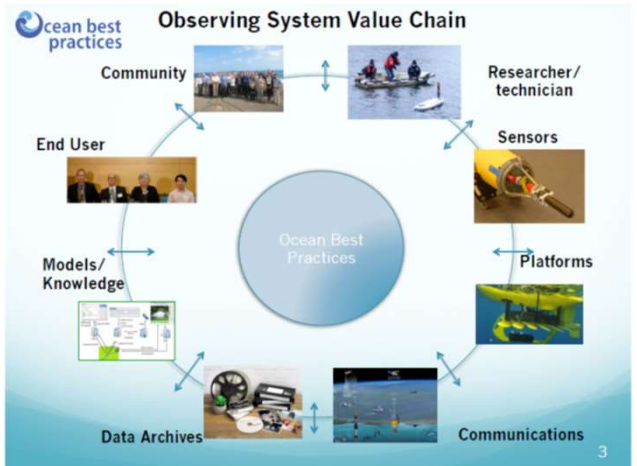 Ocean best
practices
Observing System Value Chain
Community
Researcher/
technician
End User
Sensors
Ocean Best
Practices
Models/
Knowledge
Platforms
Data Archives
Communications
3